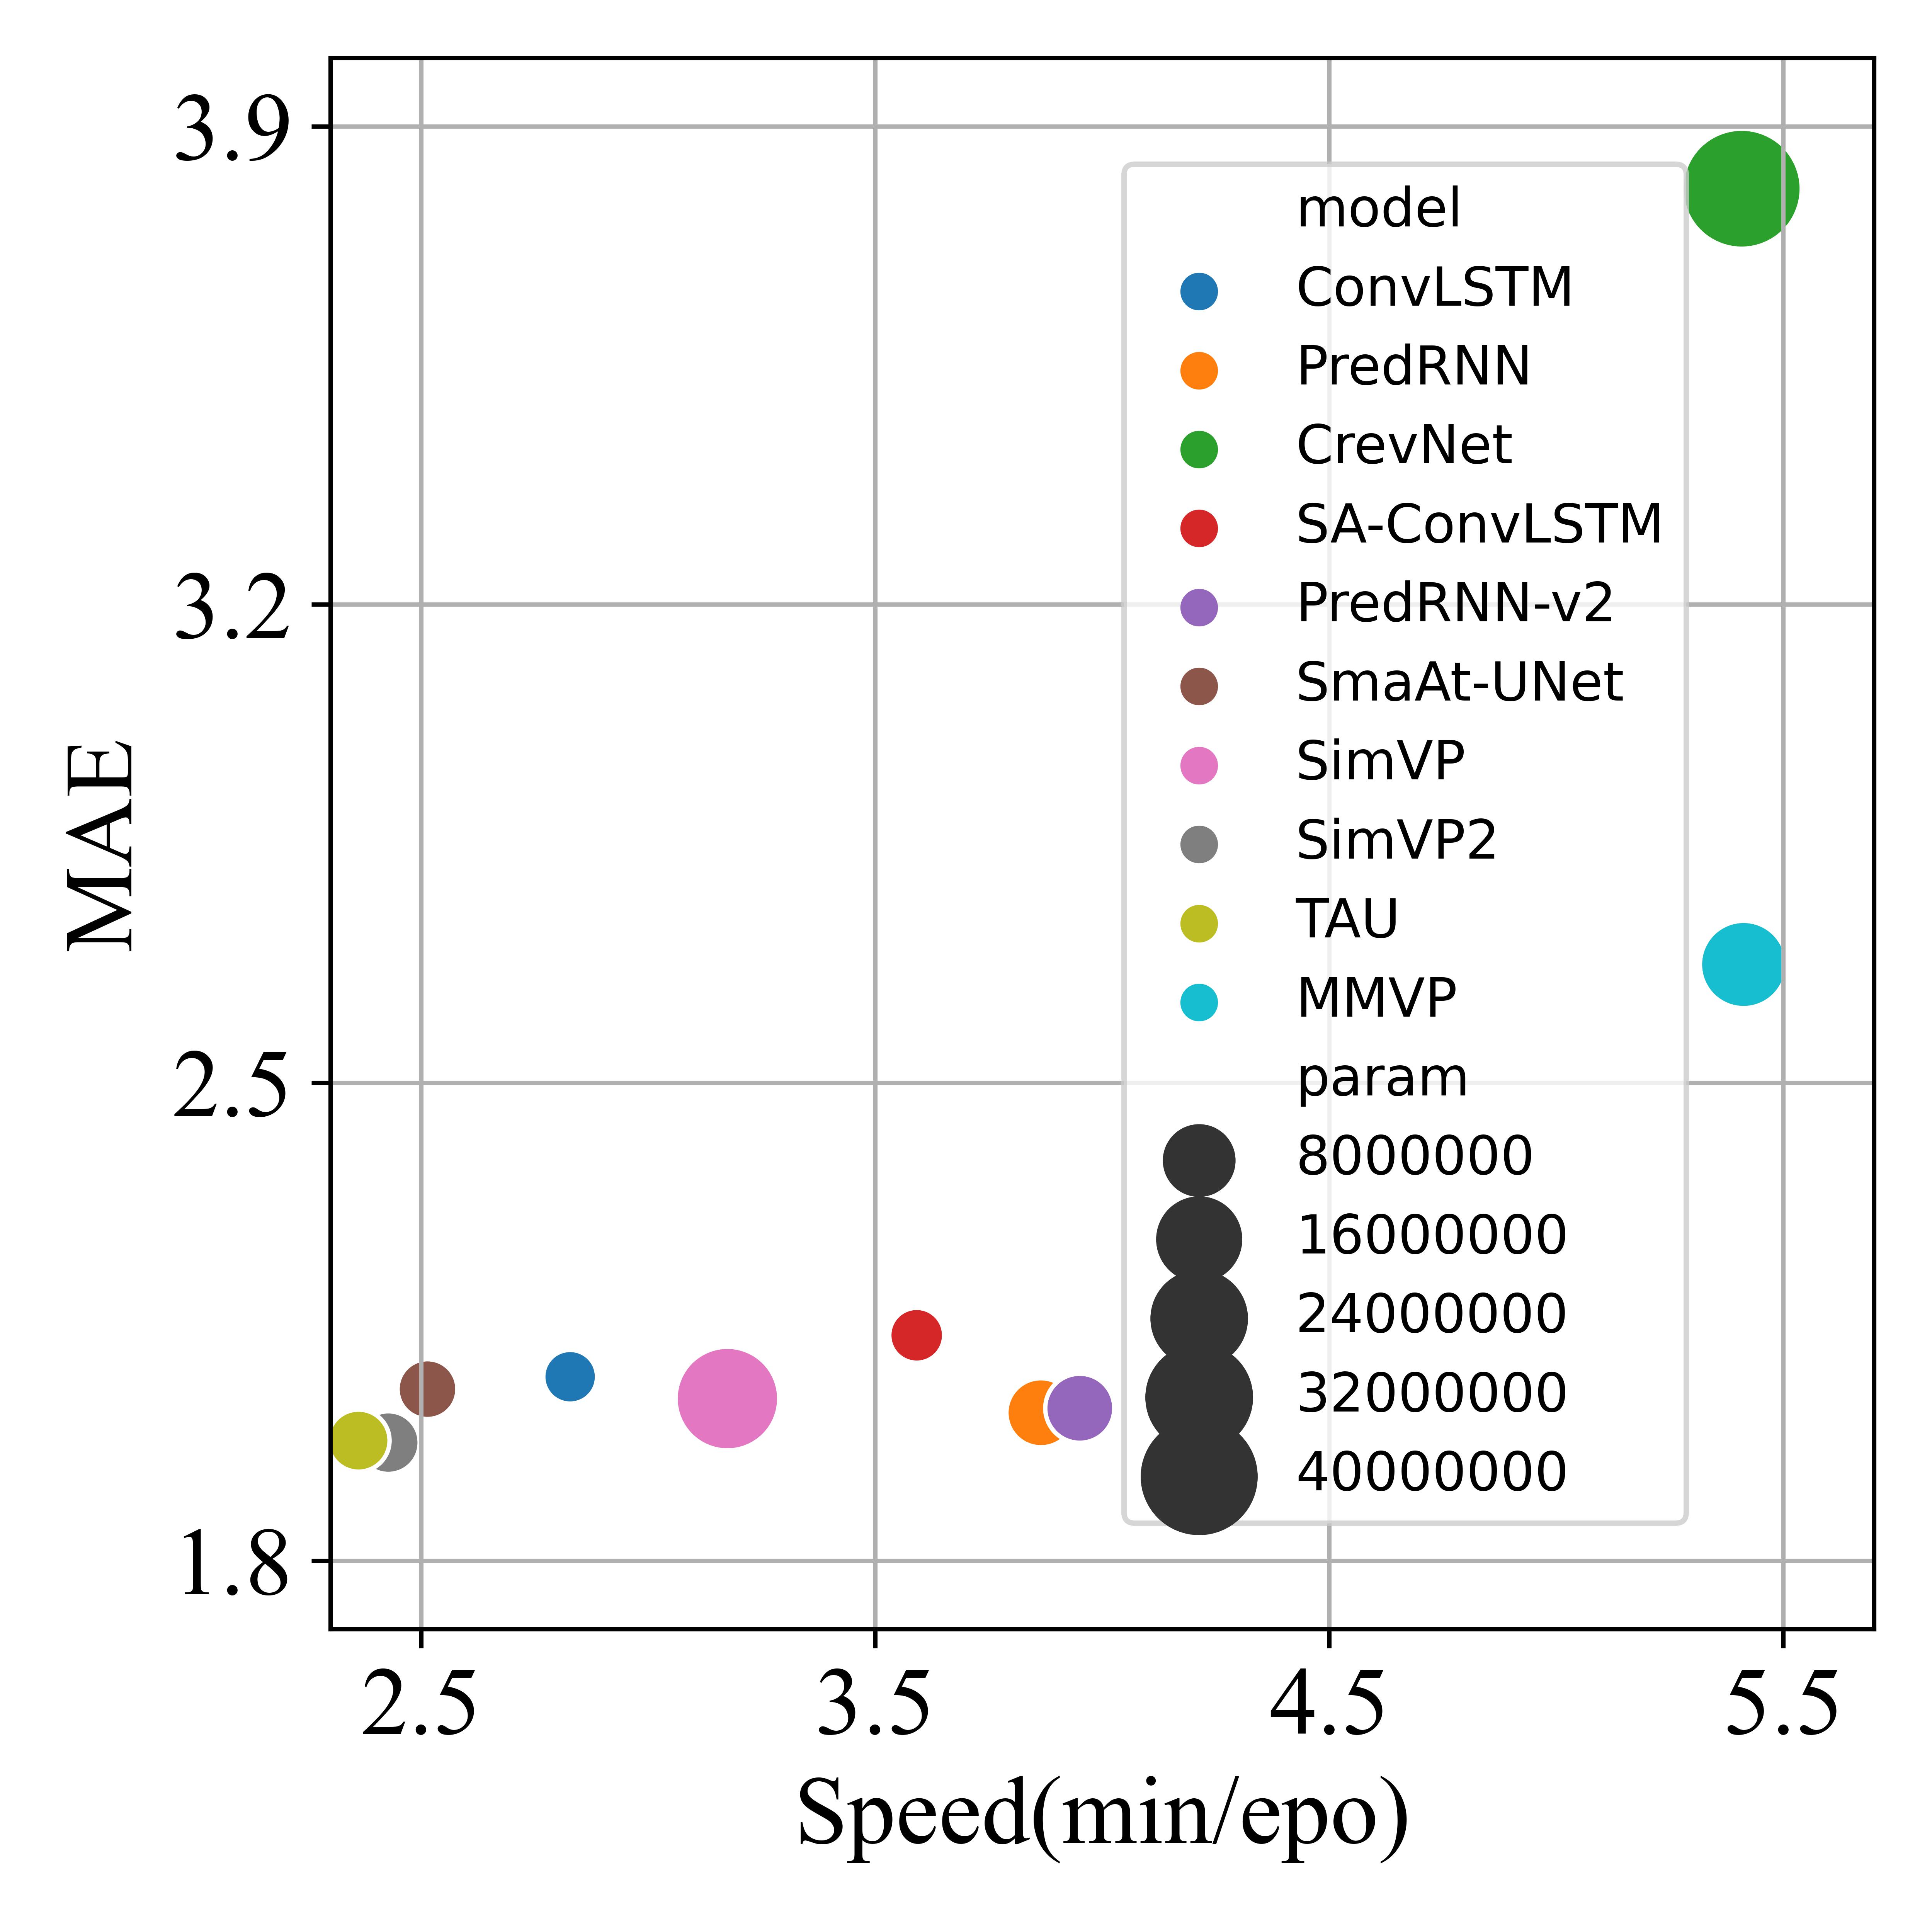 3.9
3.2
2.5
1.8
MAE
2.5 3.5 4.5 5.5
Speed(min/epo)
model
ConvLSTM
PredRNN
CrevNet
SA-ConvLSTM
PredRNN-v2
SmaAt-UNet
SimVP
SimVP2
TAU
MMVP
param
8000000
16000000
24000000
32000000
40000000